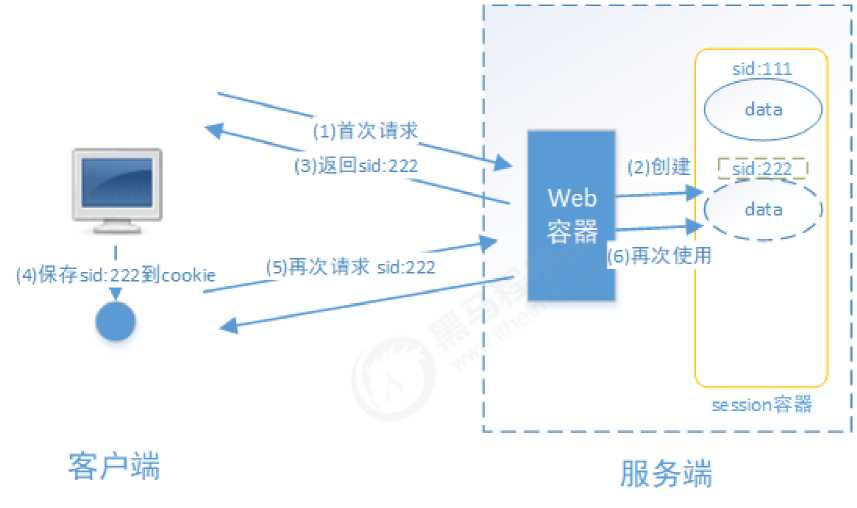 sid:111
data
(1)首次请求
(3)返回sid:222
(2)创建
sid:222
data
Web
容器
(4)保存sid:222到cookie
(5)再次请求 sid:222
(6)再次使用
session容器
客户端
服务端